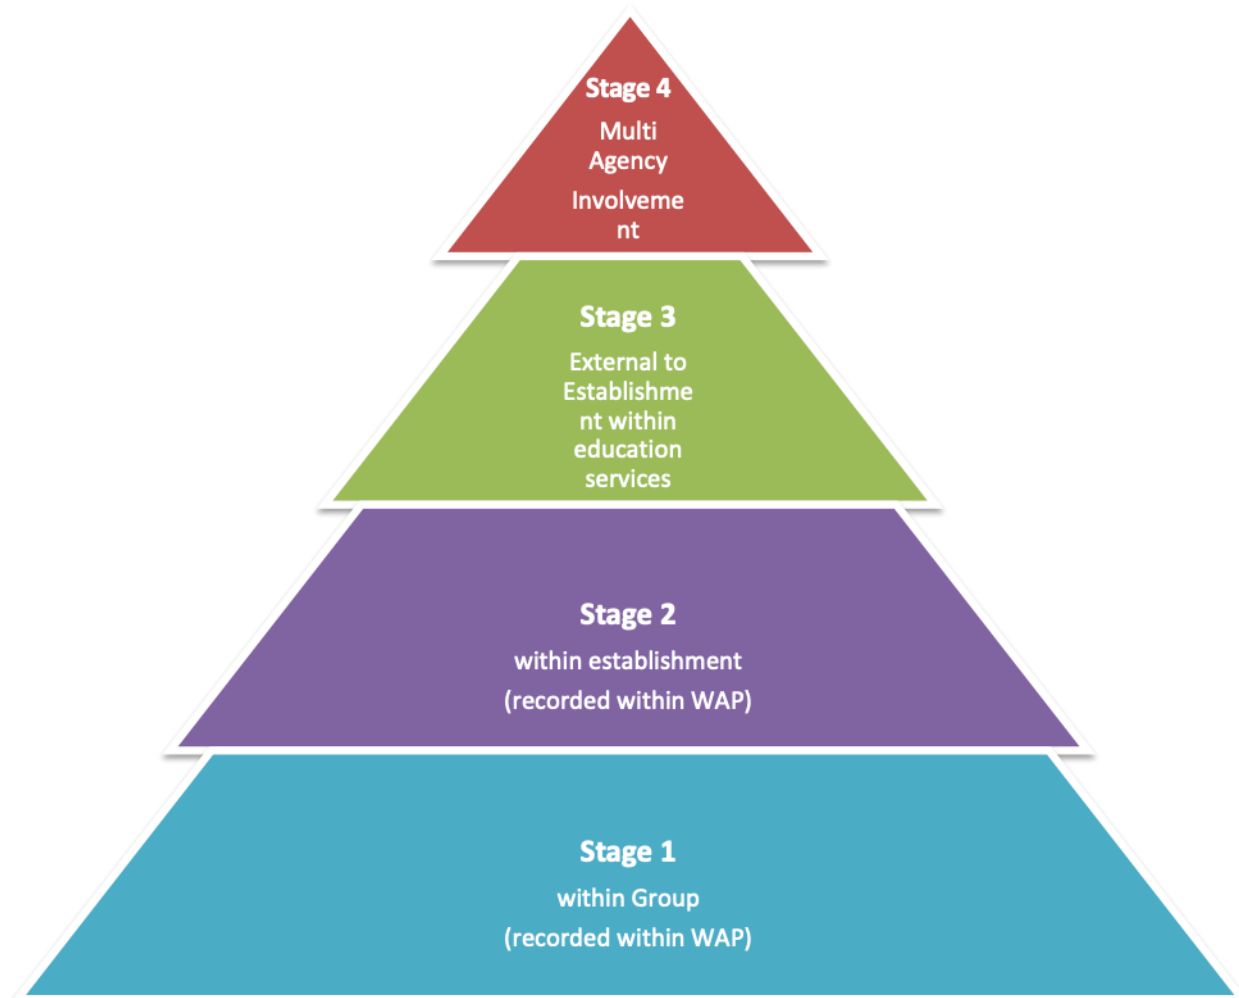 Stage 4
Multi
Agency
Involveme
nt
Stage 3
External to
Establishme
nt within
education
services
Stage 2
within establishment
(recorded within WAP)
Stage 1
within Group
(recorded within WAP)